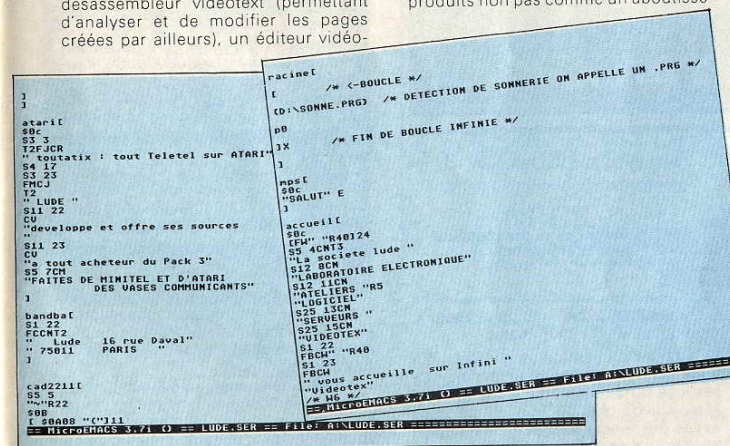 désassembleur vidéotext (permettant
d'analyser et de modifier les pages
créées par ailleurs), un éditeur vidéo-
produits non pas comme un aboutisse-
]
]
atari[
$0c
S3 3
T2FJCR
" toutatix : tout Teletel sur ATARI"
S4 17
S3 23
FMCJ
T2
" LUDE "
S11 22
CV
"developpe et offre ses sources
"
S11 23
CV
"a tout acheteur du Pack 3"
S5 7CM
"FAITES DE MINITEL ET D'ATARI
DES VASES COMMUNICANTS"
]
bandba[
S1 22
FCCNT2
" Lude 16 rue Daval"
" 75011 PARIS "
]
cad2211[
S5 5
"~"R22
$0B
[ $0A08 "("]11
== MicroEMACS 3.7i () == LUDE.SER == File: A:\LUDE.SER ==========
racine[
[ /* <-BOUCLE */
(D:\SONNE.PRG) /* DETECTION DE SONNERIE ON APPELLE UN .PRG */
p0
]X /* FIN DE BOUCLE INFINIE */
]
mps[
$0c
"SALUT" E
]
accueil[
$0c
[FW" "R40]24
S5 4CNT3
"La societe lude "
S12 8CN
"LABORATOIRE ELECTRONIQUE"
S12 11CN
"ATELIERS "R5
"LOGICIEL"
S25 13CN
"SERVEURS "
S25 15CN
"VIDEOTEX"
S1 22
FBCW" "R40
S1 23
FBCW
" vous accueille sur Infini "
"Videotex"
/* W6 */
==,MicroEMACS 3.7i () == LUDE.SER == File: A:\LUDE.SER ======